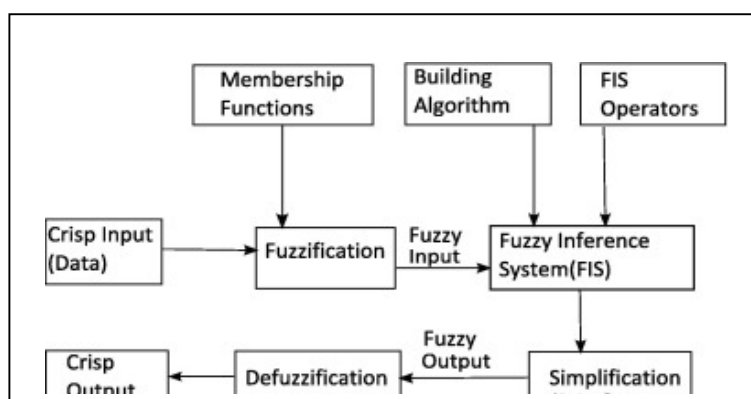 Membership
Functions
Building
Algorithm
FIS
Operators
Crisp Input
(Data)
Fuzzification
Fuzzy
Input
Fuzzy Inference
System(FIS)
Crisp
Output
Defuzzification
Fuzzy
Output
Simplification